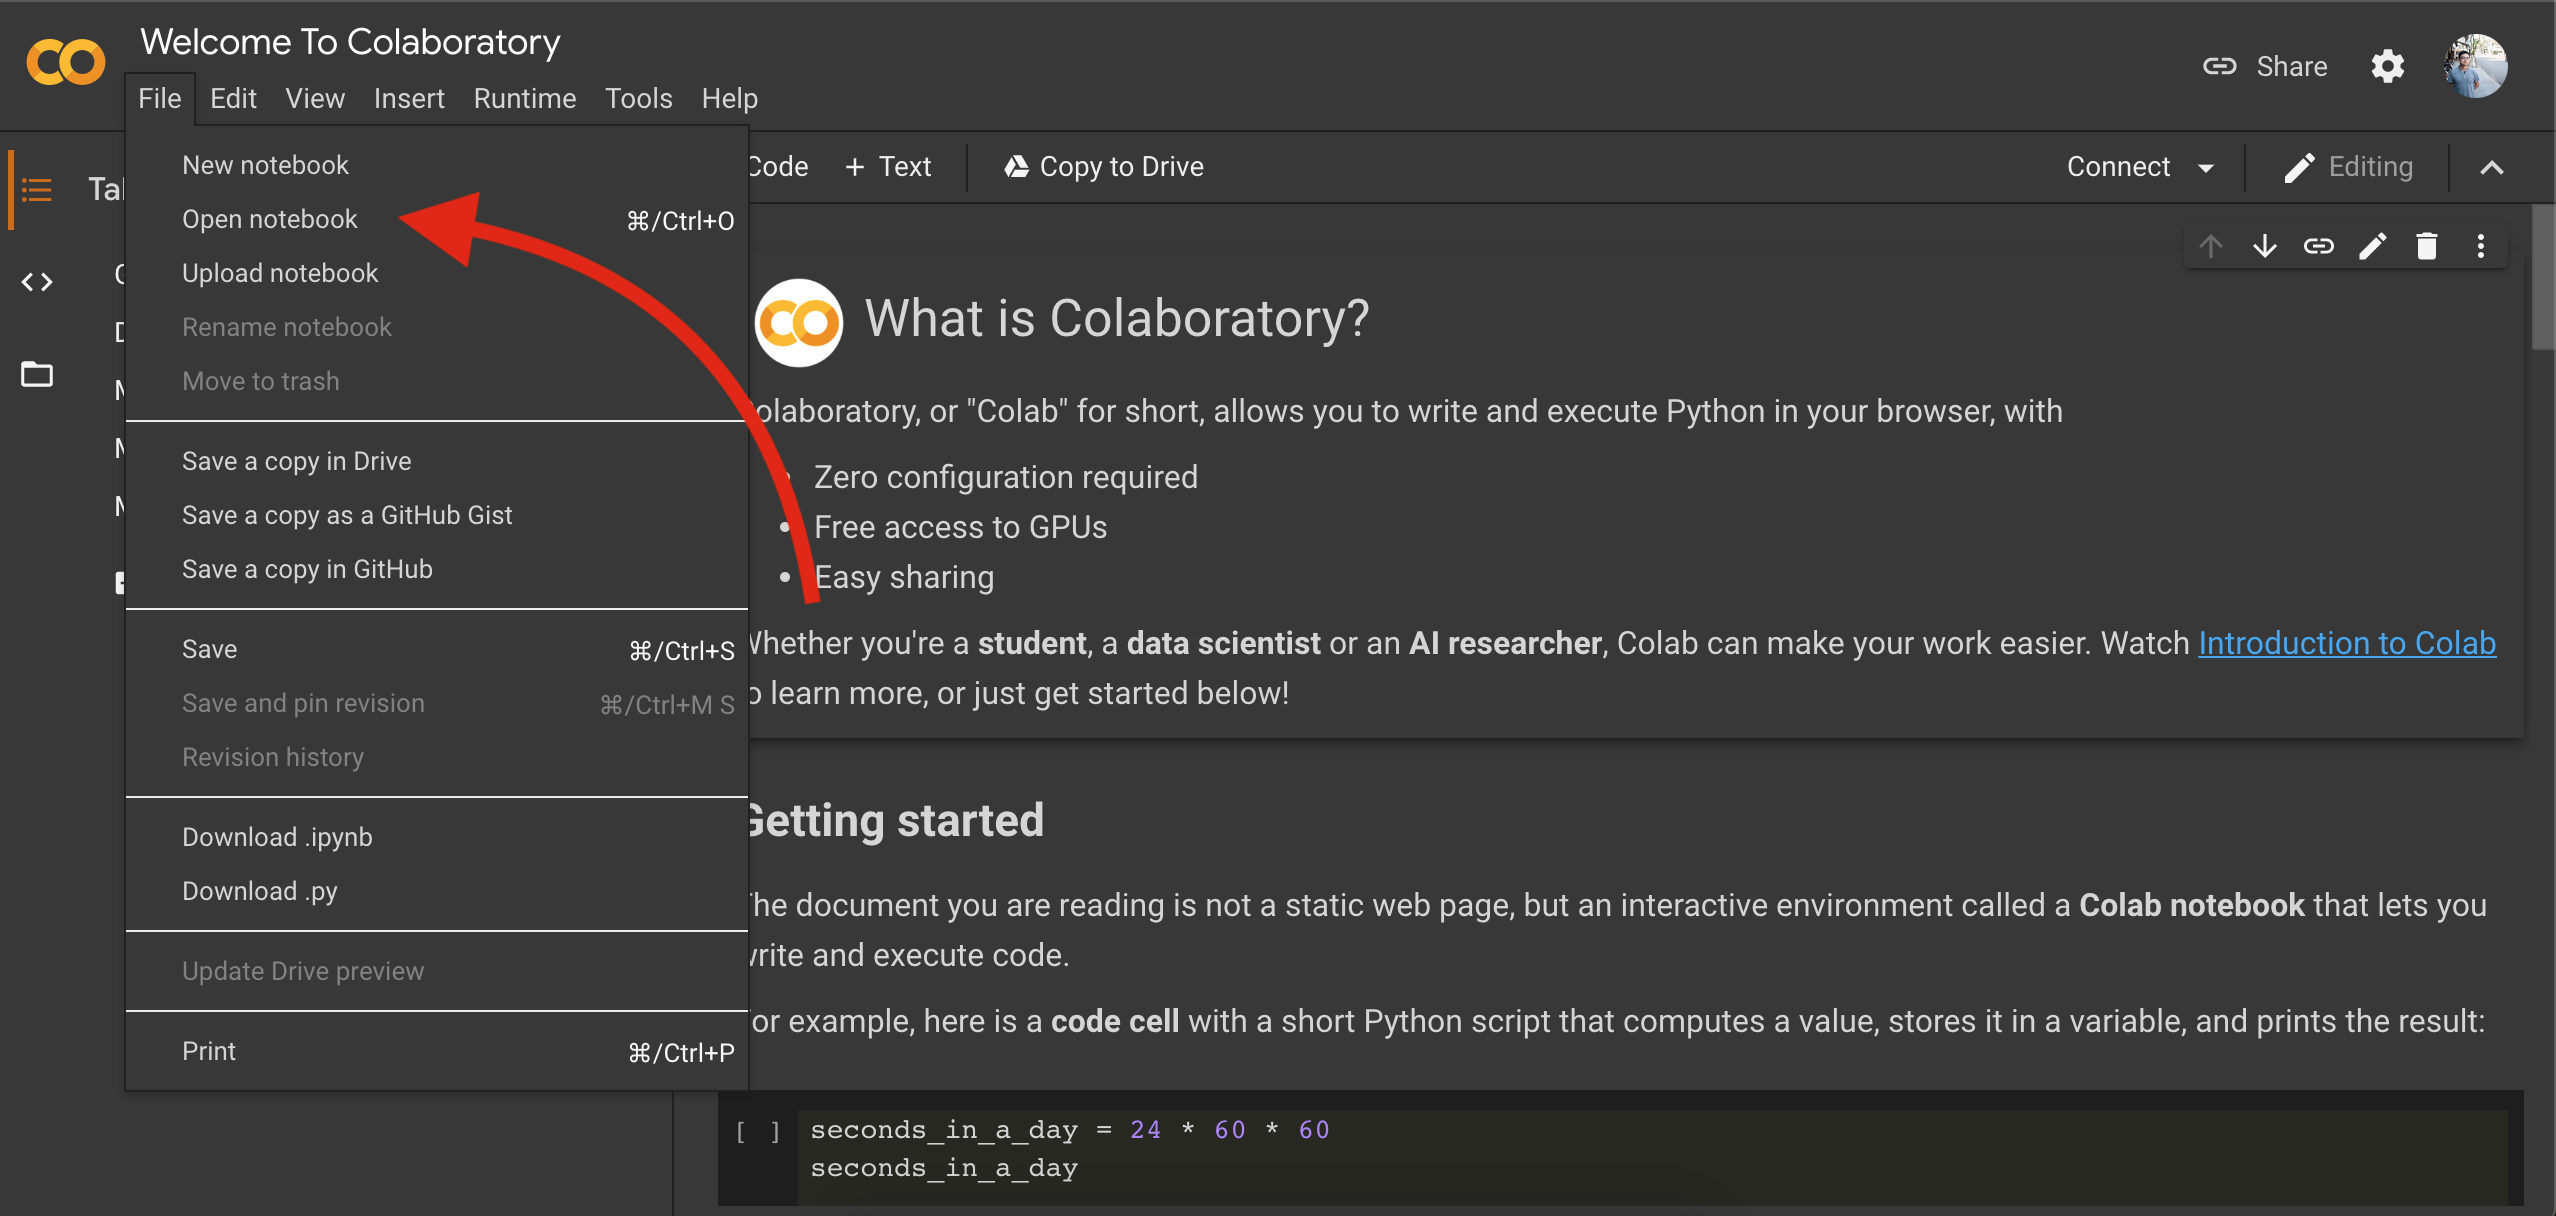 Welcome To Colaboratory
File Edit View Insert Runtime Tools Help
Share
New notebook
Open notebook ⌘/Ctrl+O
Upload notebook
Rename notebook
Move to trash
Save a copy in Drive
Save a copy as a GitHub Gist
Save a copy in GitHub
Save ⌘/Ctrl+S
Save and pin revision ⌘/Ctrl+M S
Revision history
Download .ipynb
Download .py
Update Drive preview
Print ⌘/Ctrl+P
Code + Text Copy to Drive
Connect Editing
What is Colaboratory?
olaboratory, or "Colab" for short, allows you to write and execute Python in your browser, with
• Zero configuration required
• Free access to GPUs
• Easy sharing
Whether you're a student, a data scientist or an AI researcher, Colab can make your work easier. Watch Introduction to Colab
o learn more, or just get started below!
Getting started
The document you are reading is not a static web page, but an interactive environment called a Colab notebook that lets you
write and execute code.
or example, here is a code cell with a short Python script that computes a value, stores it in a variable, and prints the result:
[ ] seconds_in_a_day = 24 * 60 * 60
seconds_in_a_day